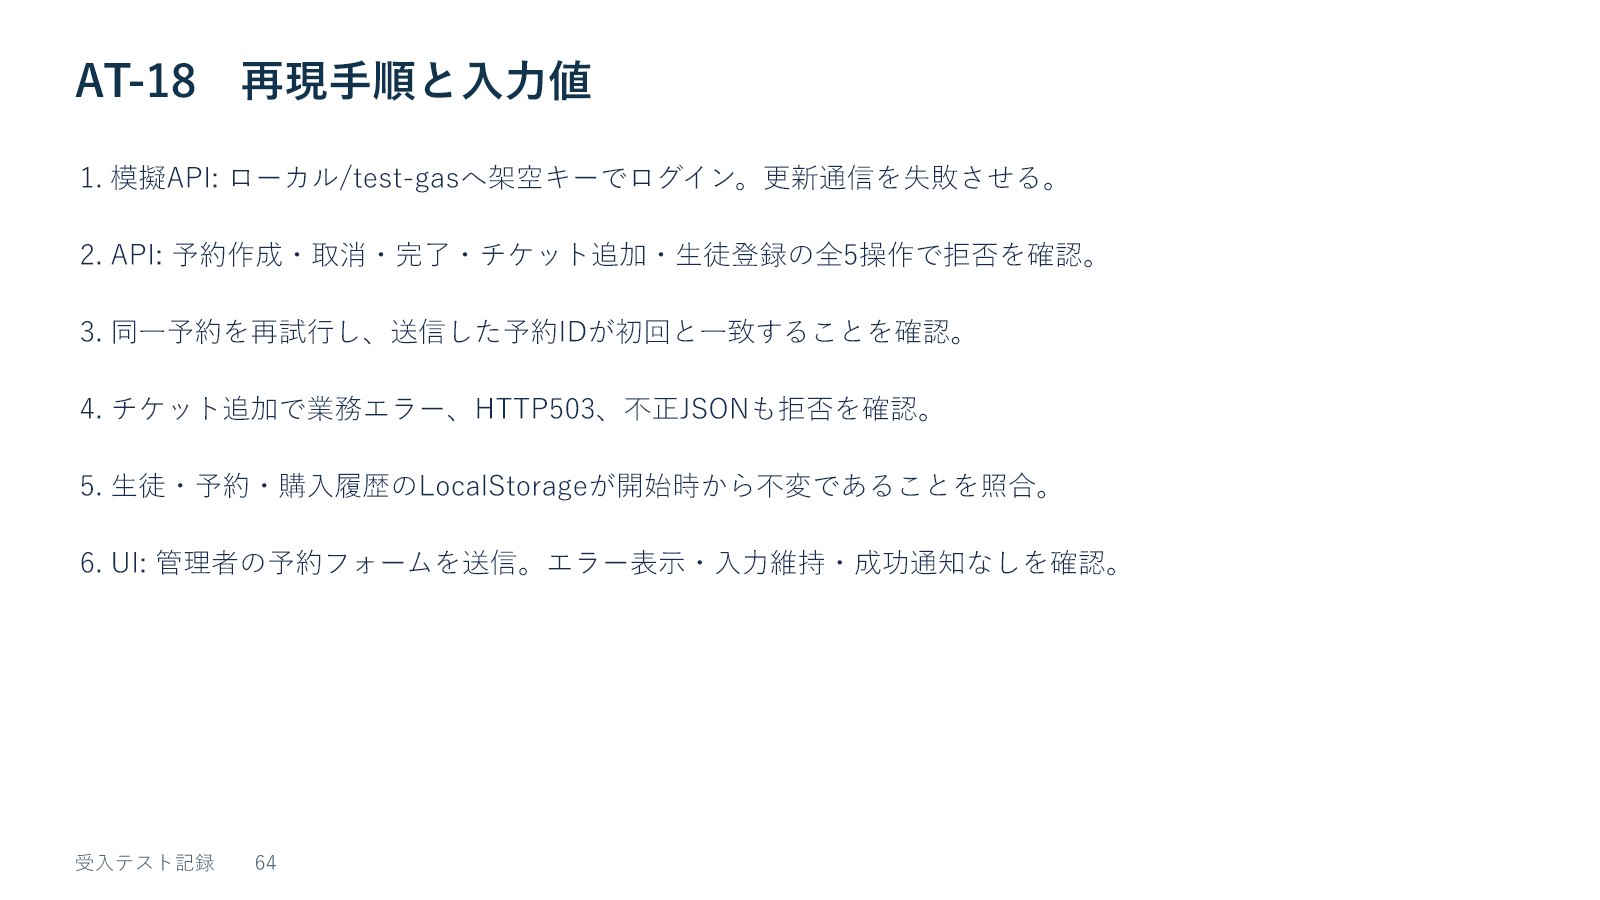 AT-18　再現手順と入力値
1. 模擬API: ローカル/test-gasへ架空キーでログイン。更新通信を失敗させる。
2. API: 予約作成・取消・完了・チケット追加・生徒登録の全5操作で拒否を確認。
3. 同一予約を再試行し、送信した予約IDが初回と一致することを確認。
4. チケット追加で業務エラー、HTTP503、不正JSONも拒否を確認。
5. 生徒・予約・購入履歴のLocalStorageが開始時から不変であることを照合。
6. UI: 管理者の予約フォームを送信。エラー表示・入力維持・成功通知なしを確認。
受入テスト記録　　64